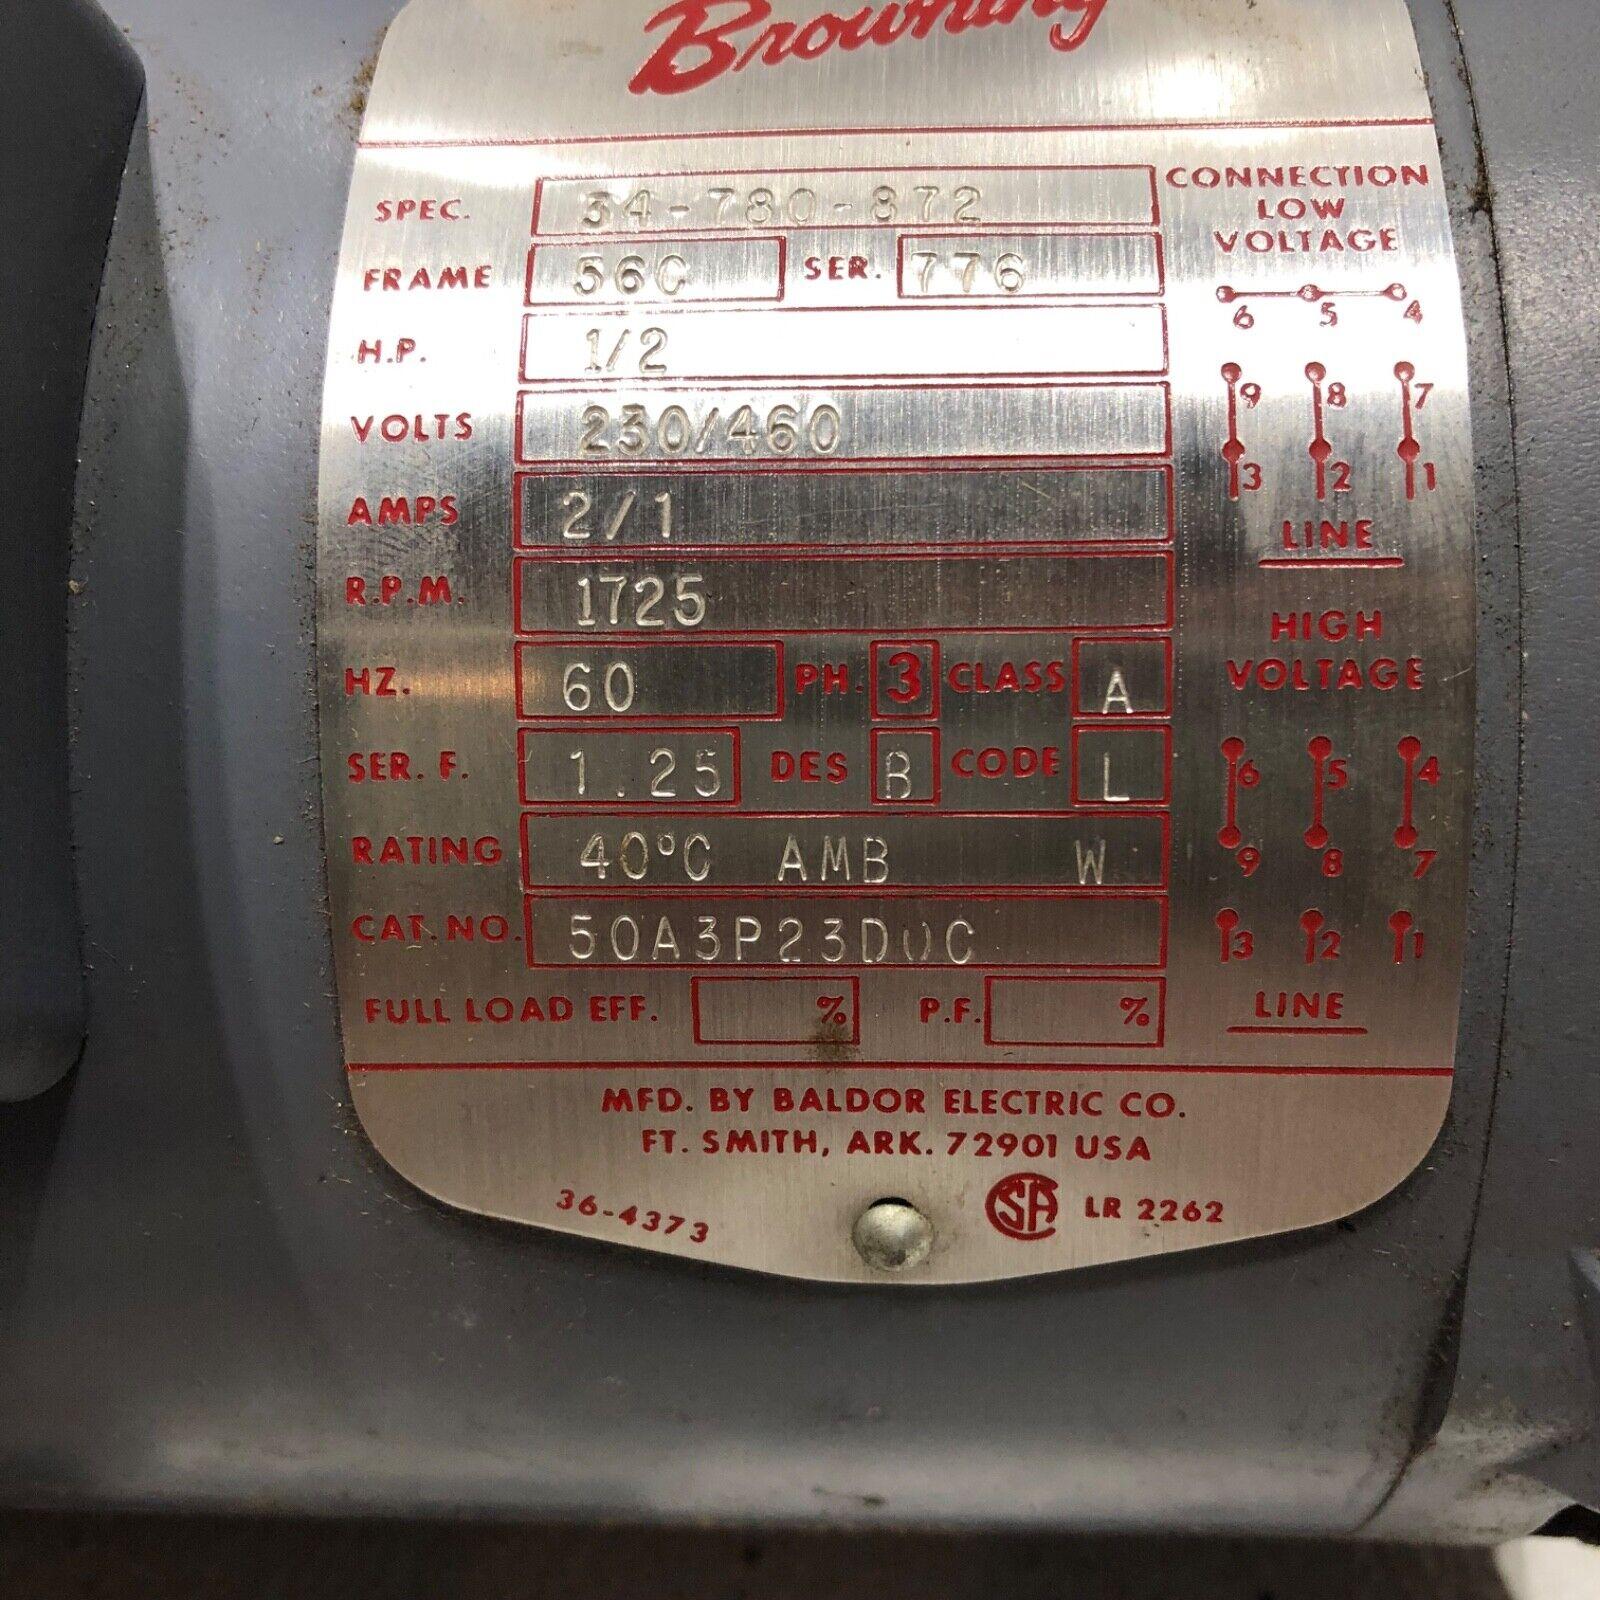 Browning
SPEC. 34-780-872
FRAME 56C SER. 776
H.P. 1/2
VOLTS 230/460
AMPS 2/1
R.P.M. 1725
HZ. 60 PH. 3 CLASS A
SER. F. 1.25 DES B CODE L
RATING 40°C AMB W
CAT. NO.
FULL LOAD EFF. % P.F. %
CONNECTION
LOW
VOLTAGE
6 5 4
9 8 7
3 2 1
LINE
HIGH
VOLTAGE
6 5 4
9 8 7
3 2 1
LINE
MFD. BY BALDOR ELECTRIC CO.
FT. SMITH, ARK. 72901 USA
36-4373
SA LR 2262